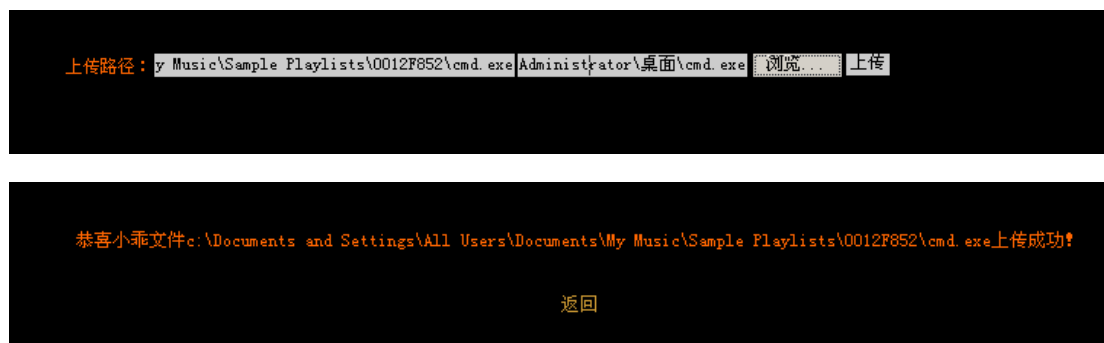 上传路径：y Music\Sample Playlists\0012F852\cmd.exe Administrator\桌面\cmd.exe 浏览... 上传
恭喜小乖文件c:\Documents and Settings\All Users\Documents\My Music\Sample Playlists\0012F852\cmd.exe上传成功!
返回